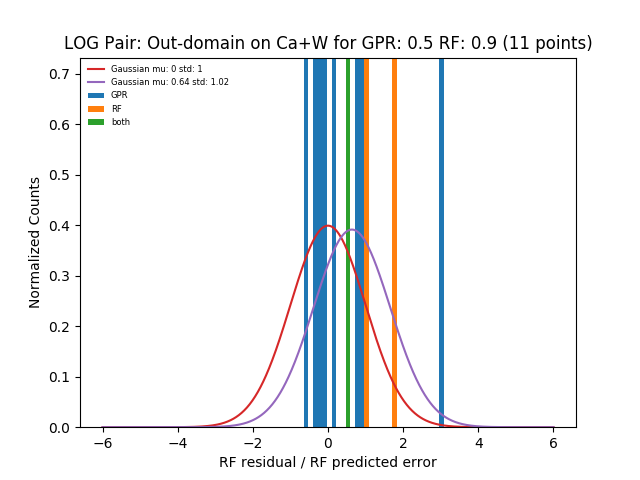 LOG Pair: Out-domain on Ca+W for GPR: 0.5 RF: 0.9 (11 points)
Gaussian mu: 0 std: 1
Gaussian mu: 0.64 std: 1.02
GPR
RF
both
0.7
0.6
0.5
0.4
0.3
0.2
0.1
0.0
Normalized Counts
−6 −4 −2 0 2 4 6
RF residual / RF predicted error